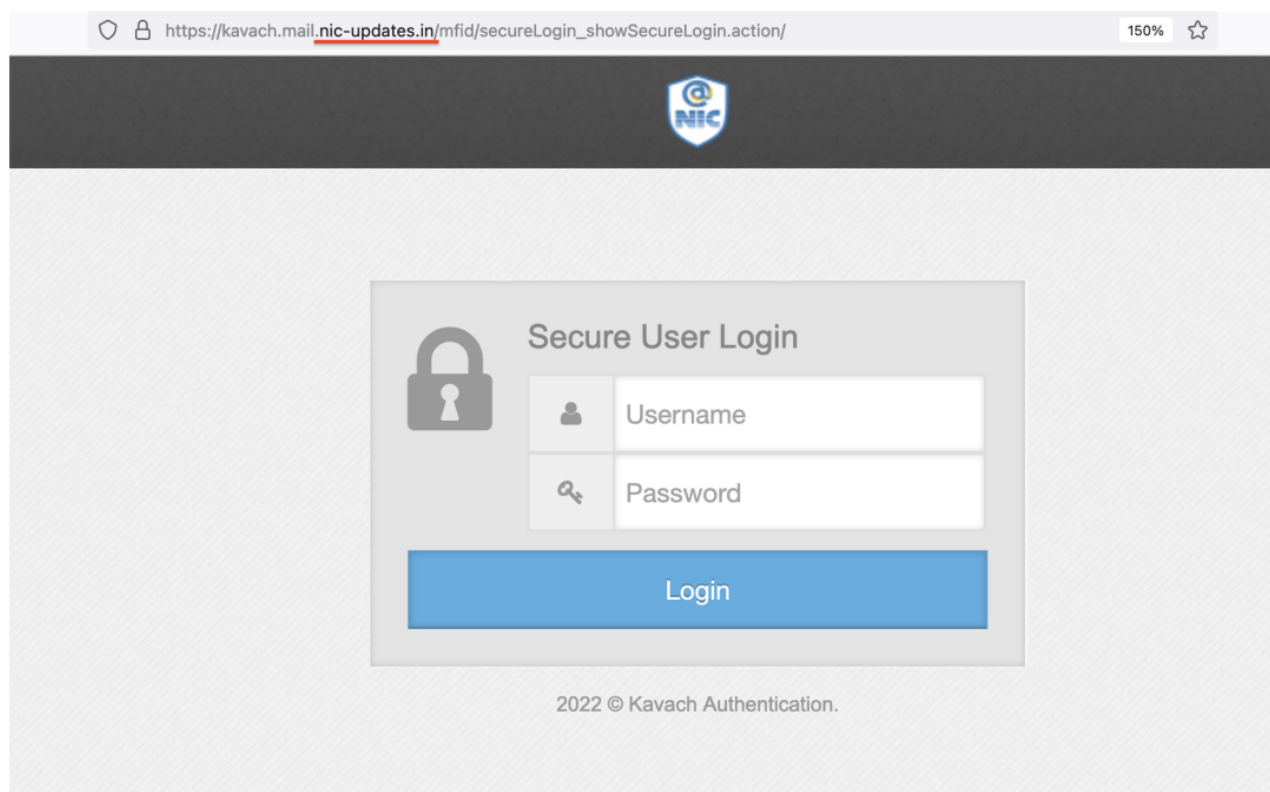 https://kavach.mail.nic-updates.in/mfid/secureLogin_showSecureLogin.action/ 150%
@
NIC
Secure User Login
Username
Password
Login
2022 © Kavach Authentication.